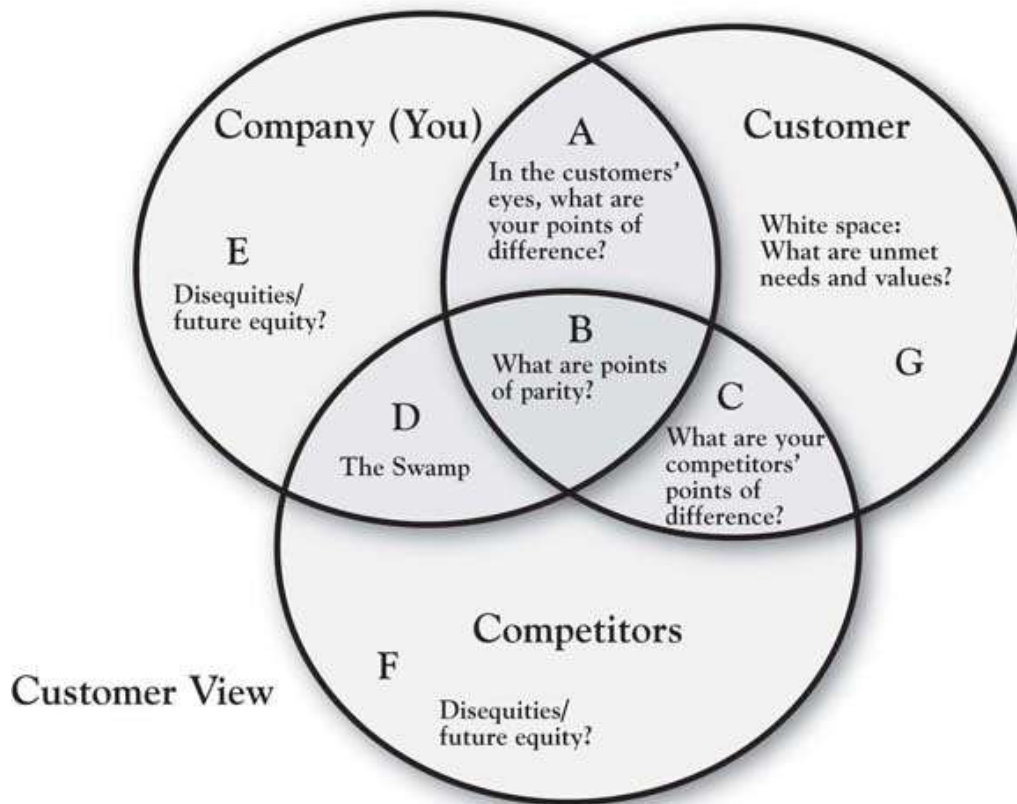 Company (You)
A
In the customers'
eyes, what are
your points of
difference?
Customer
White space:
What are unmet
needs and values?
G
E
Disequities/
future equity?
B
What are points
of parity?
C
What are your
competitors'
points of
difference?
D
The Swamp
Competitors
F
Disequities/
future equity?
Customer View